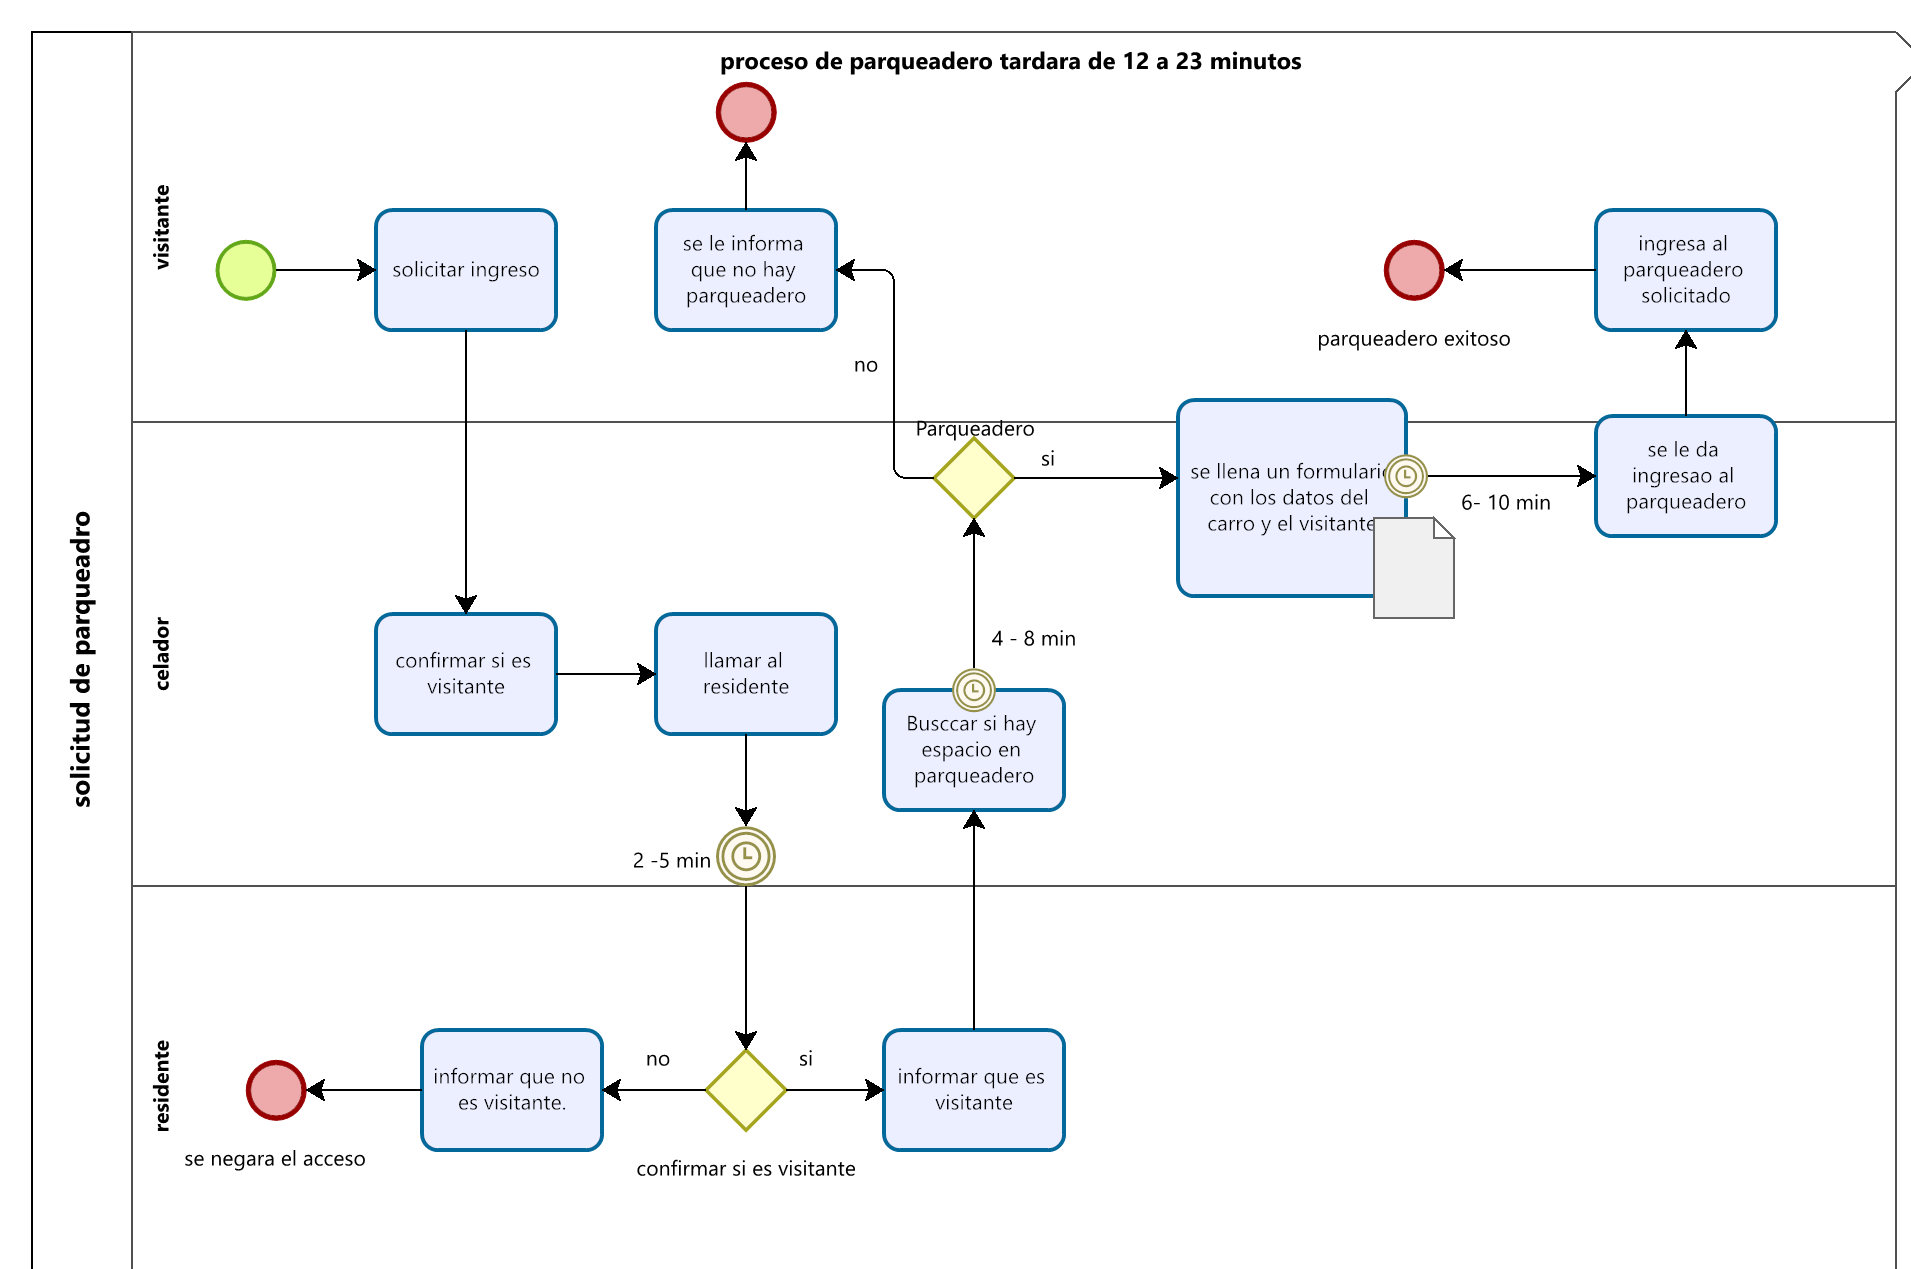 proceso de parqueadero tardara de 12 a 23 minutos
solicitud de parqueadro
visitante
solicitar ingreso
se le informa
que no hay
parqueadero
ingresa al
parqueadero
solicitado
parqueadero exitoso
no
celador
Parqueadero
si
se llena un formulario
con los datos del
carro y el visitante
6- 10 min
se le da
ingresao al
parqueadero
confirmar si es
visitante
llamar al
residente
4 - 8 min
Busccar si hay
espacio en
parqueadero
2 -5 min
residente
se negara el acceso
informar que no
es visitante.
no
si
confirmar si es visitante
informar que es
visitante